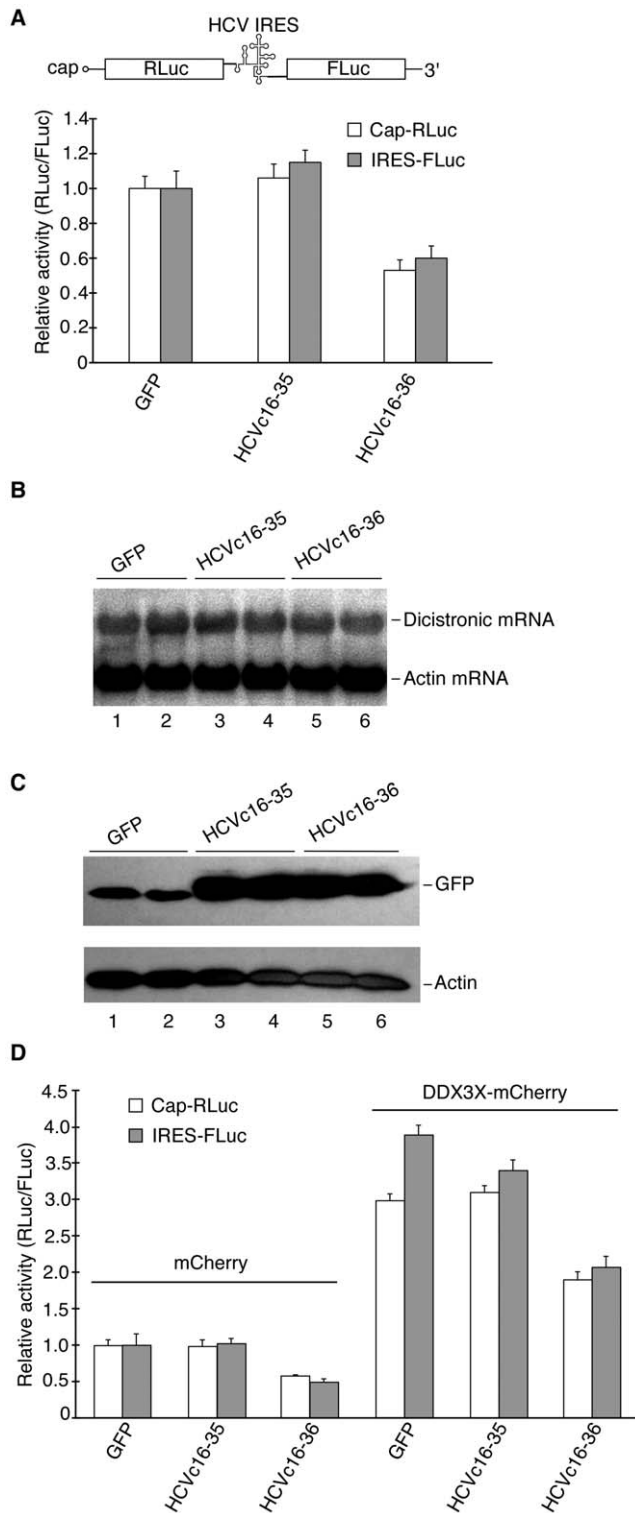 A
HCV IRES
cap RLuc FLuc 3'
Relative activity (RLuc/FLuc)
1.4
1.2
1.0
0.8
0.6
0.4
0.2
0
Cap-RLuc
IRES-FLuc
GFP
HCVc16-35
HCVc16-36
B
GFP
HCVc16-35
HCVc16-36
Dicistronic mRNA
Actin mRNA
1 2 3 4 5 6
C
GFP
HCVc16-35
HCVc16-36
GFP
Actin
1 2 3 4 5 6
D
Relative activity (RLuc/FLuc)
4.5
4.0
3.5
3.0
2.5
2.0
1.5
1.0
0.5
0
Cap-RLuc
IRES-FLuc
mCherry
DDX3X-mCherry
GFP
HCVc16-35
HCVc16-36
GFP
HCVc16-35
HCVc16-36